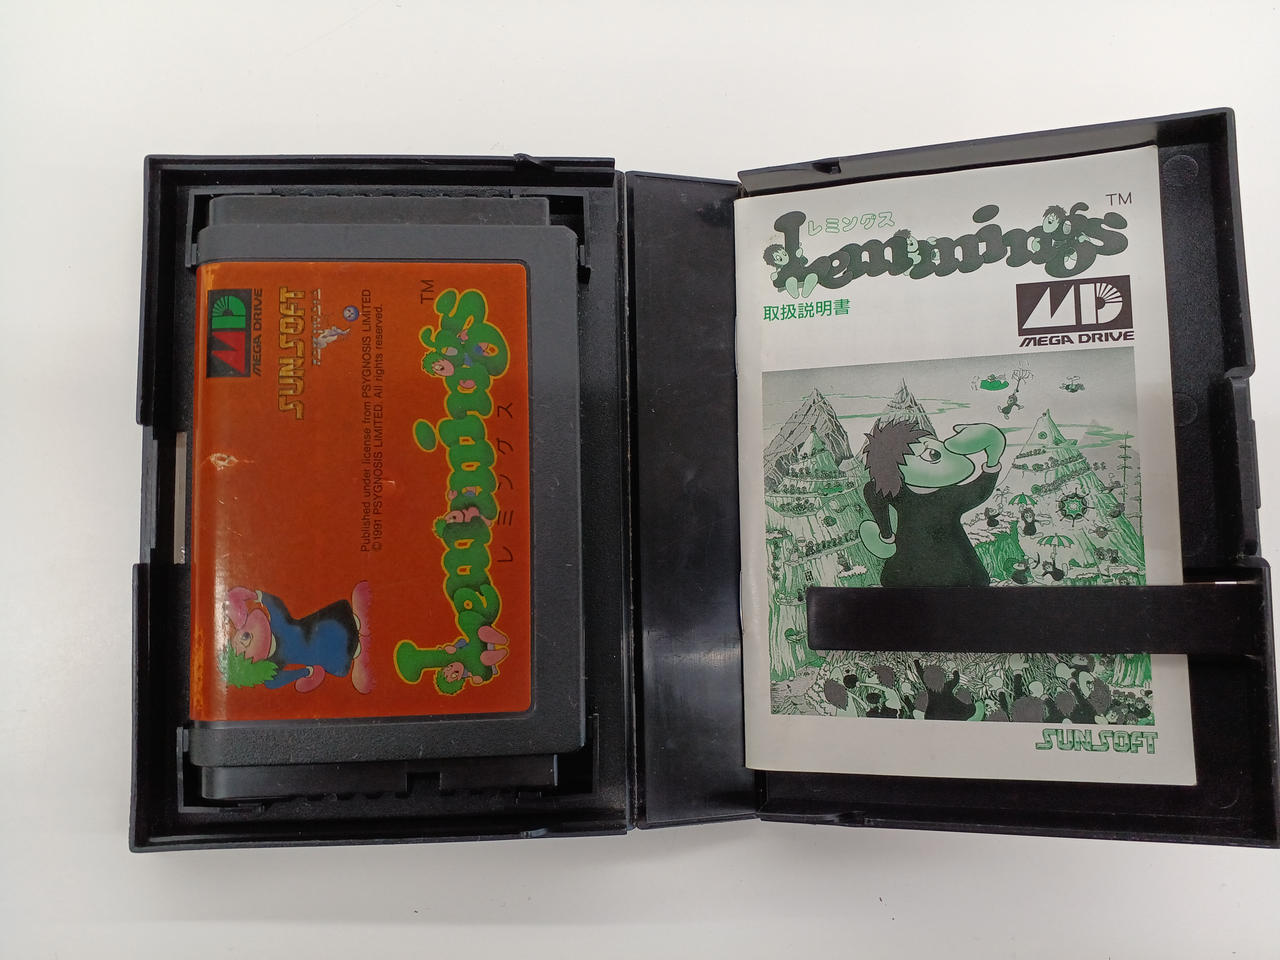 Lemmings TM
レミングス
Published under license from PSYGNOSIS LIMITED
©1991 PSYGNOSIS LIMITED All rights reserved.
SUNSOFT
MD
MEGA DRIVE
レミングス
Lemmings TM
取扱説明書
MD
MEGA DRIVE
SUNSOFT